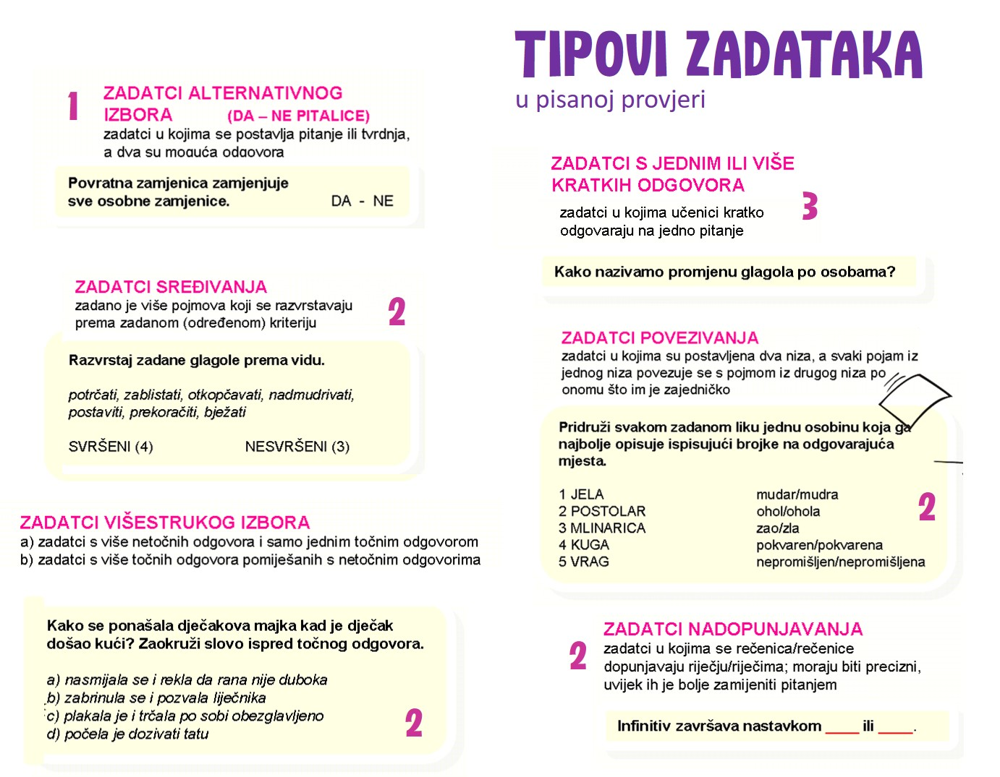 TIPOVI ZADATAKA
u pisanoj provjeri
1
ZADATCI ALTERNATIVNOG
IZBORA (DA – NE PITALICE)
zadatci u kojima se postavlja pitanje ili tvrdnja,
a dva su moguća odgovora
Povratna zamjenica zamjenjuje
sve osobne zamjenice. DA - NE
ZADATCI SREĐIVANJA
zadano je više pojmova koji se razvrstavaju
prema zadanom (određenom) kriteriju
2
Razvrstaj zadane glagole prema vidu.
potrčati, zablistati, otkopčavati, nadmudrivati,
postaviti, prekoračiti, bježati
SVRŠENI (4) NESVRŠENI (3)
ZADATCI VIŠESTRUKOG IZBORA
a) zadatci s više netočnih odgovora i samo jednim točnim odgovorom
b) zadatci s više točnih odgovora pomiješanih s netočnim odgovorima
Kako se ponašala dječakova majka kad je dječak
došao kući? Zaokruži slovo ispred točnog odgovora.
a) nasmijala se i rekla da rana nije duboka
b) zabrinula se i pozvala liječnika
c) plakala je i trčala po sobi obezglavljeno
d) počela je dozivati tatu
2
ZADATCI S JEDNIM ILI VIŠE
KRATKIH ODGOVORA
3
zadatci u kojima učenici kratko
odgovaraju na jedno pitanje
Kako nazivamo promjenu glagola po osobama?
ZADATCI POVEZIVANJA
zadatci u kojima su postavljena dva niza, a svaki pojam iz
jednog niza povezuje se s pojmom iz drugog niza po
onomu što im je zajedničko
Pridruži svakom zadanom liku jednu osobinu koja ga
najbolje opisuje ispisujući brojke na odgovarajuća
mjesta.
1 JELA mudar/mudra
2 POSTOLAR ohol/ohola
3 MLINARICA zao/zla
4 KUGA pokvaren/pokvarena
5 VRAG nepromišljen/nepromišljena
2
ZADATCI NADOPUNJAVANJA
2
zadatci u kojima se rečenica/rečenice
dopunjavaju riječju/riječima; moraju biti precizni,
uvijek ih je bolje zamijeniti pitanjem
Infinitiv završava nastavkom ____ ili ____.